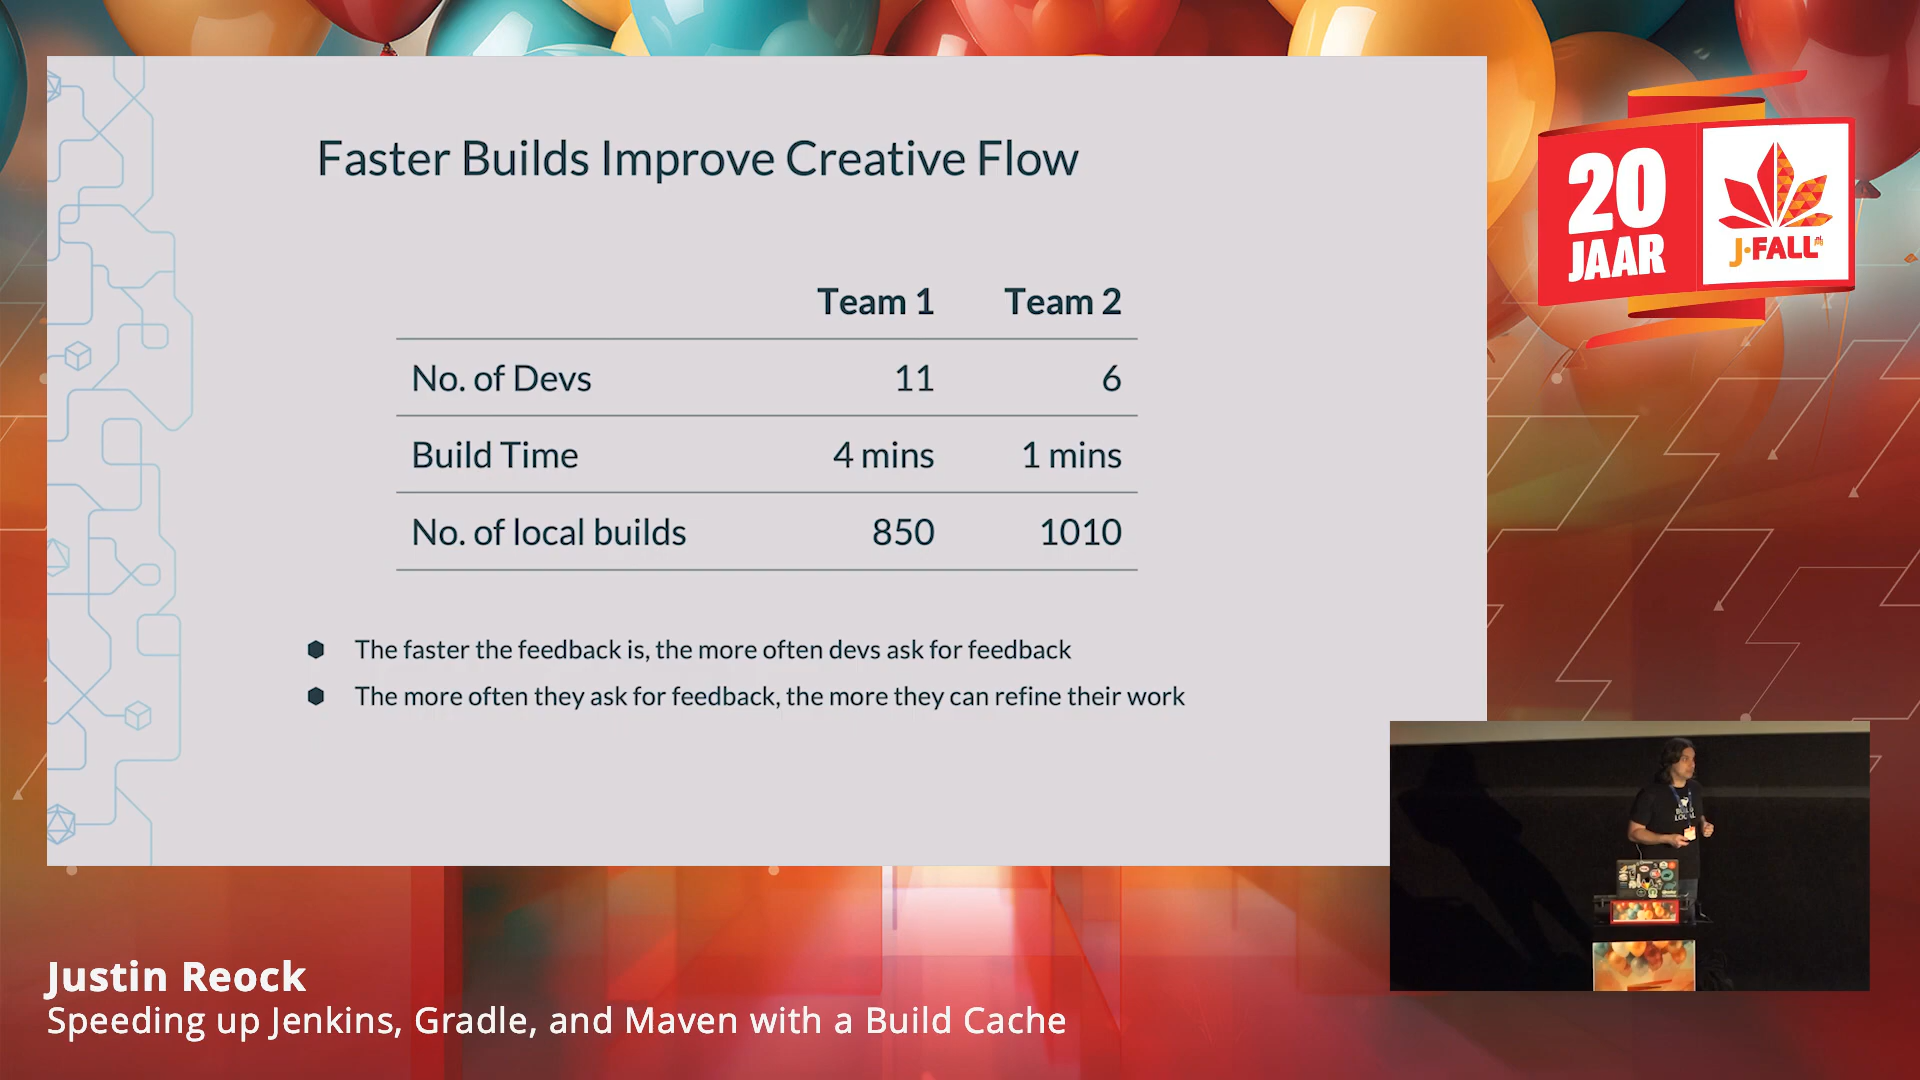 Faster Builds Improve Creative Flow
Team 1 Team 2
No. of Devs 11 6
Build Time 4 mins 1 mins
No. of local builds 850 1010
The faster the feedback is, the more often devs ask for feedback
The more often they ask for feedback, the more they can refine their work
20
JAAR
J-FALL
Justin Reock
Speeding up Jenkins, Gradle, and Maven with a Build Cache